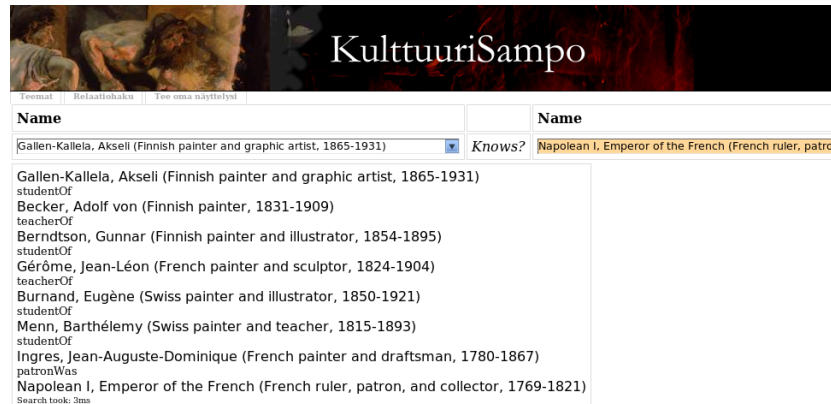 KulttuuriSampo
Teemat Relaatiohaku Tee oma näyttelysi
Name Name
Gallen-Kallela, Akseli (Finnish painter and graphic artist, 1865-1931) Knows? Napolean I, Emperor of the French (French ruler, patro
Gallen-Kallela, Akseli (Finnish painter and graphic artist, 1865-1931)
studentOf
Becker, Adolf von (Finnish painter, 1831-1909)
teacherOf
Berndtson, Gunnar (Finnish painter and illustrator, 1854-1895)
studentOf
Gérôme, Jean-Léon (French painter and sculptor, 1824-1904)
teacherOf
Burnand, Eugène (Swiss painter and illustrator, 1850-1921)
studentOf
Menn, Barthélemy (Swiss painter and teacher, 1815-1893)
studentOf
Ingres, Jean-Auguste-Dominique (French painter and draftsman, 1780-1867)
patronWas
Napolean I, Emperor of the French (French ruler, patron, and collector, 1769-1821)
Search took: 3ms